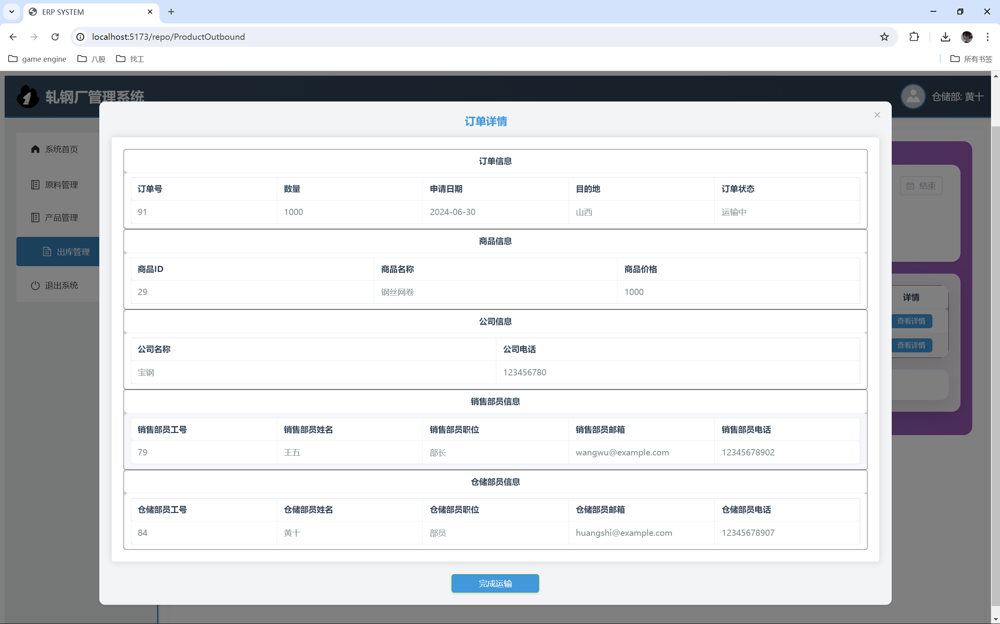 ERP SYSTEM
localhost:5173/repo/ProductOutbound
game engine 八股 找工 所有书签
轧钢厂管理系统 仓储部: 黄十
订单详情
系统首页
原料管理
产品管理
出库管理
退出系统
订单信息
订单号 数量 申请日期 目的地 订单状态
91 1000 2024-06-30 山西 运输中
商品信息
商品ID 商品名称 商品价格
29 钢丝网卷 1000
公司信息
公司名称 公司电话
宝钢 123456780
销售部员信息
销售部员工号 销售部员姓名 销售部员职位 销售部员邮箱 销售部员电话
79 王五 部长 wangwu@example.com 12345678902
仓储部员信息
仓储部员工号 仓储部员姓名 仓储部员职位 仓储部员邮箱 仓储部员电话
84 黄十 部员 huangshi@example.com 12345678907
完成运输
结束
详情
查看详情
查看详情